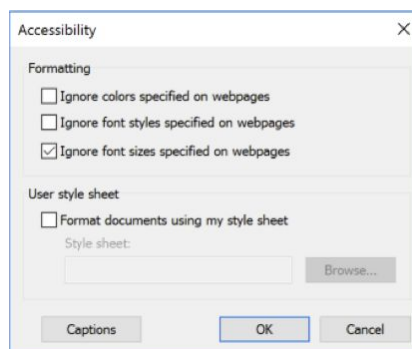 Accessibility
Formatting
Ignore colors specified on webpages
Ignore font styles specified on webpages
Ignore font sizes specified on webpages
User style sheet
Format documents using my style sheet
Style sheet:
Browse...
Captions OK Cancel